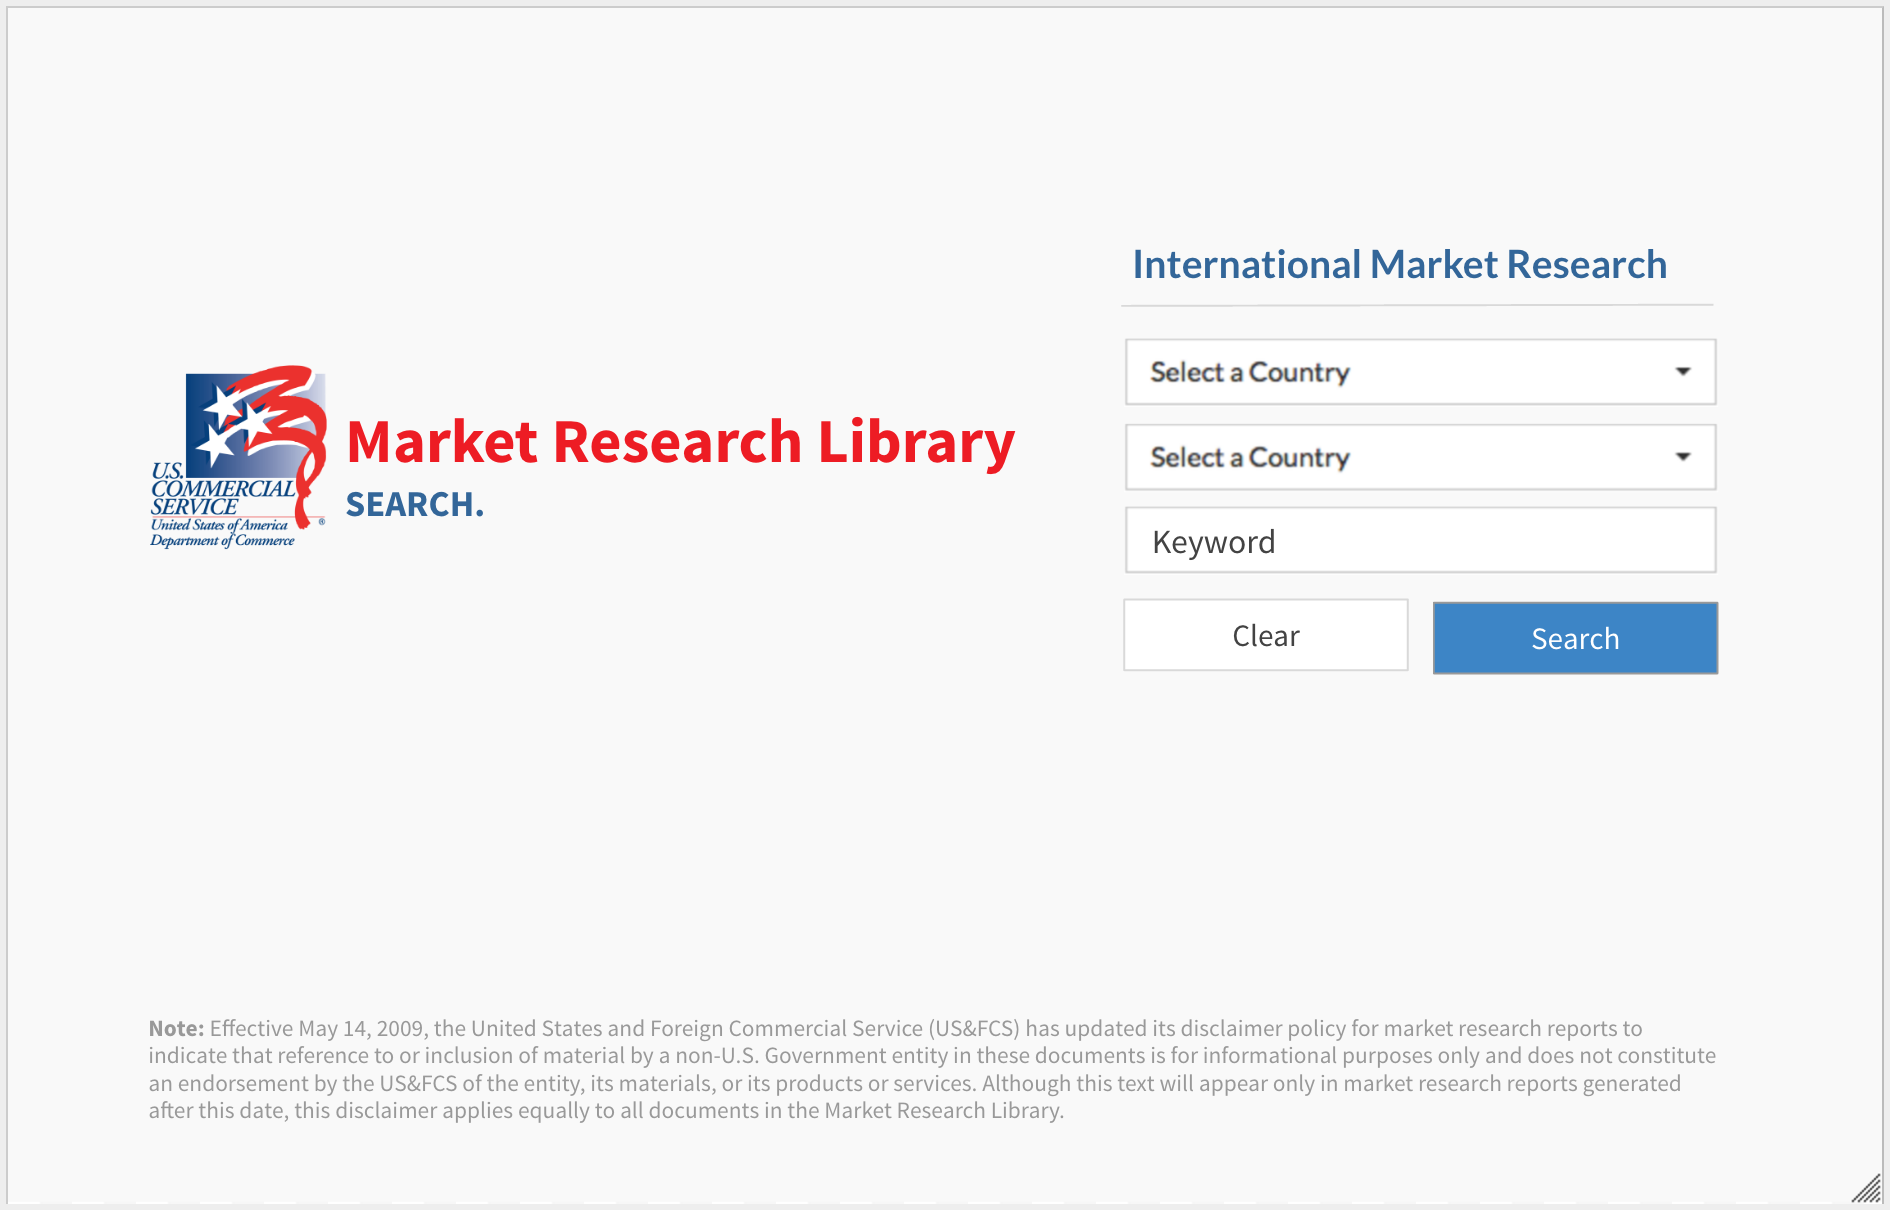 U.S.
COMMERCIAL
SERVICE
United States of America
Department of Commerce
®
Market Research Library
SEARCH.
International Market Research
Select a Country
Select a Country
Keyword
Clear
Search
Note: Effective May 14, 2009, the United States and Foreign Commercial Service (US&FCS) has updated its disclaimer policy for market research reports to
indicate that reference to or inclusion of material by a non-U.S. Government entity in these documents is for informational purposes only and does not constitute
an endorsement by the US&FCS of the entity, its materials, or its products or services. Although this text will appear only in market research reports generated
after this date, this disclaimer applies equally to all documents in the Market Research Library.